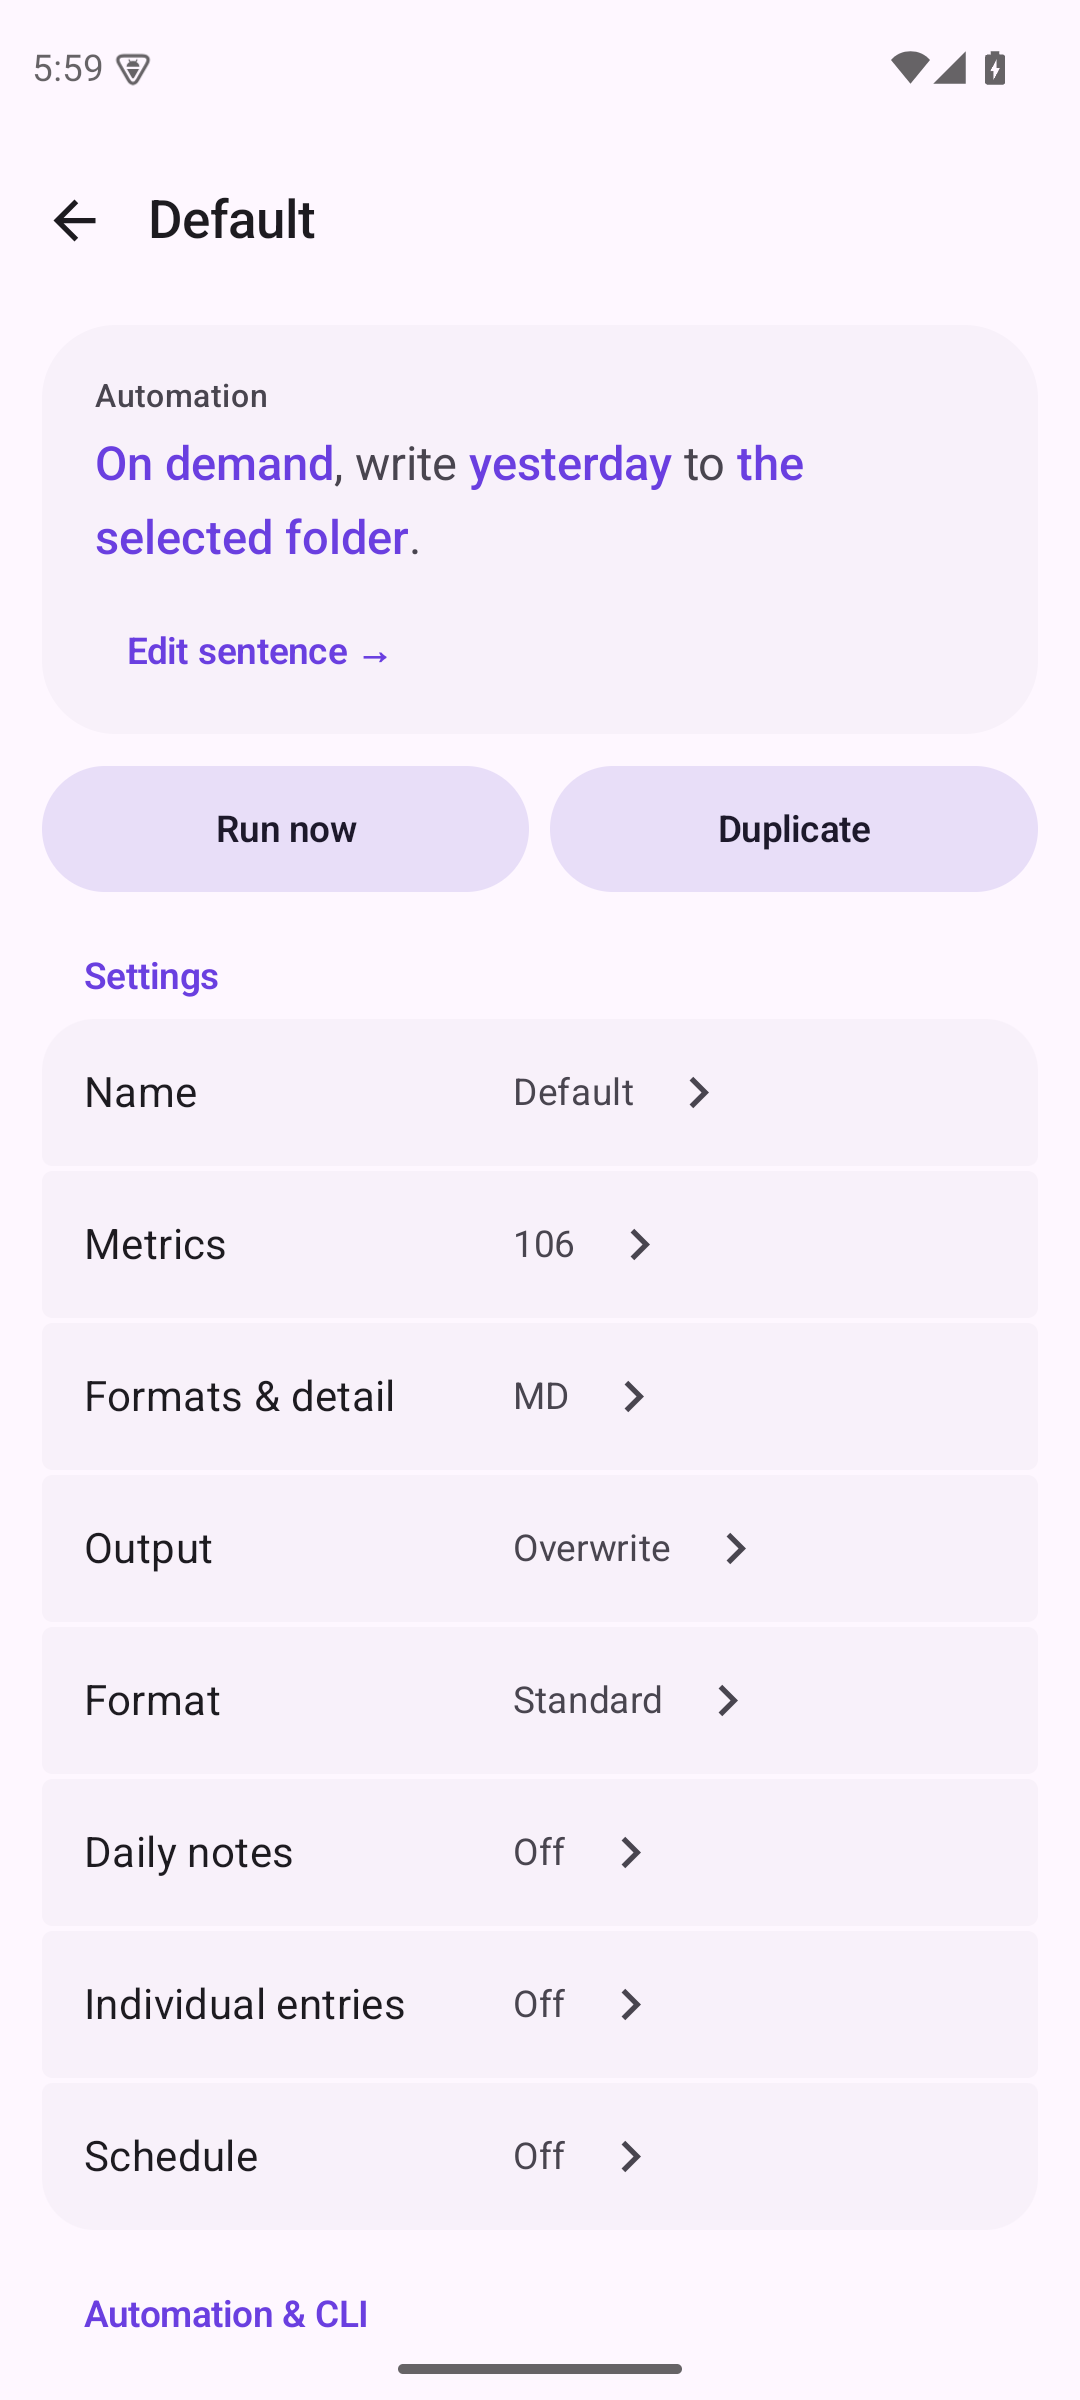 5:59
Default
Automation
On demand, write yesterday to the
selected folder.
Edit sentence →
Run now
Duplicate
Settings
Name
Default
Metrics
106
Formats & detail
MD
Output
Overwrite
Format
Standard
Daily notes
Off
Individual entries
Off
Schedule
Off
Automation & CLI